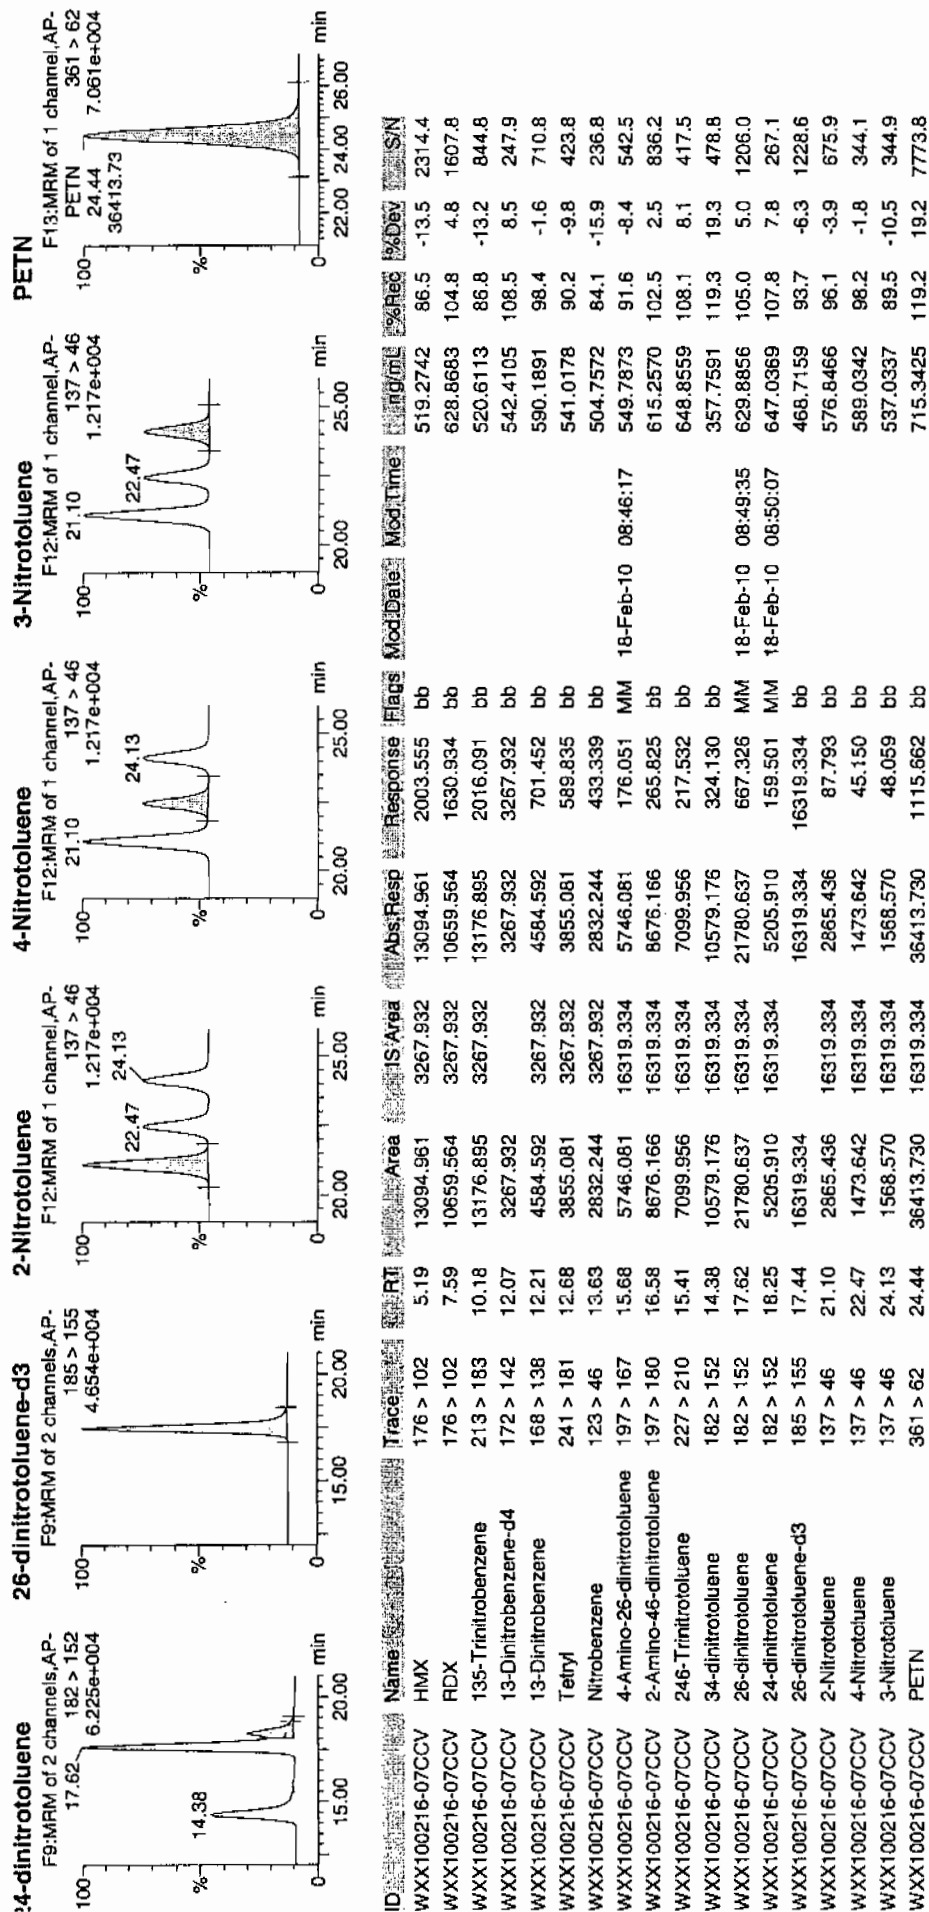 24-dinitrotoluene
F9:MRM of 2 channels,AP-
182 > 152
6.225e+004
17.62
14.38
100
%
0
15.00 20.00 min
26-dinitrotoluene-d3
F9:MRM of 2 channels,AP-
185 > 155
4.654e+004
100
%
0
15.00 20.00 min
2-Nitrotoluene
F12:MRM of 1 channel,AP-
137 > 46
1.217e+004
22.47
24.13
100
%
0
20.00 25.00 min
4-Nitrotoluene
F12:MRM of 1 channel,AP-
21.10
137 > 46
1.217e+004
24.13
100
%
0
20.00 25.00 min
3-Nitrotoluene
F12:MRM of 1 channel,AP-
21.10
137 > 46
1.217e+004
22.47
100
%
0
20.00 25.00 min
PETN
F13:MRM of 1 channel,AP-
PETN
24.44
36413.73
361 > 62
7.061e+004
100
%
0
22.00 24.00 26.00 min
ID Name Trace RT Area IS Area Abs.Resp Response Flags Mod.Date Mod.Time ng/mL %Rec %Dev S/N
WXX100216-07CCV HMX 176 > 102 5.19 13094.961 3267.932 13094.961 2003.555 bb 519.2742 86.5 -13.5 2314.4
WXX100216-07CCV RDX 176 > 102 7.59 10659.564 3267.932 10659.564 1630.934 bb 628.8683 104.8 4.8 1607.8
WXX100216-07CCV 135-Trinitrobenzene 213 > 183 10.18 13176.895 3267.932 13176.895 2016.091 bb 520.6113 86.8 -13.2 844.8
WXX100216-07CCV 13-Dinitrobenzene-d4 172 > 142 12.07 3267.932 3267.932 3267.932 bb 542.4105 108.5 8.5 247.9
WXX100216-07CCV 13-Dinitrobenzene 168 > 138 12.21 4584.592 3267.932 4584.592 701.452 bb 590.1891 98.4 -1.6 710.8
WXX100216-07CCV Tetryl 241 > 181 12.68 3855.081 3267.932 3855.081 589.835 bb 541.0178 90.2 -9.8 423.8
WXX100216-07CCV Nitrobenzene 123 > 46 13.63 2832.244 3267.932 2832.244 433.339 bb 504.7572 84.1 -15.9 236.8
WXX100216-07CCV 4-Amino-26-dinitrotoluene 197 > 167 15.68 5746.081 16319.334 5746.081 176.051 MM 18-Feb-10 08:46:17 549.7873 91.6 -8.4 542.5
WXX100216-07CCV 2-Amino-46-dinitrotoluene 197 > 180 16.58 8676.166 16319.334 8676.166 265.825 bb 615.2570 102.5 2.5 836.2
WXX100216-07CCV 246-Trinitrotoluene 227 > 210 15.41 7099.956 16319.334 7099.956 217.532 bb 648.8559 108.1 8.1 417.5
WXX100216-07CCV 34-dinitrotoluene 182 > 152 14.38 10579.176 16319.334 10579.176 324.130 bb 357.7591 119.3 19.3 478.8
WXX100216-07CCV 26-dinitrotoluene 182 > 152 17.62 21780.637 16319.334 21780.637 667.326 MM 18-Feb-10 08:49:35 629.8856 105.0 5.0 1206.0
WXX100216-07CCV 24-dinitrotoluene 182 > 152 18.25 5205.910 16319.334 5205.910 159.501 MM 18-Feb-10 08:50:07 647.0369 107.8 7.8 267.1
WXX100216-07CCV 26-dinitrotoluene-d3 185 > 155 17.44 16319.334 16319.334 16319.334 bb 468.7159 93.7 -6.3 1228.6
WXX100216-07CCV 2-Nitrotoluene 137 > 46 21.10 2865.436 16319.334 2865.436 87.793 bb 576.8466 96.1 -3.9 675.9
WXX100216-07CCV 4-Nitrotoluene 137 > 46 22.47 1473.642 16319.334 1473.642 45.150 bb 589.0342 98.2 -1.8 344.1
WXX100216-07CCV 3-Nitrotoluene 137 > 46 24.13 1568.570 16319.334 1568.570 48.059 bb 537.0337 89.5 -10.5 344.9
WXX100216-07CCV PETN 361 > 62 24.44 36413.730 16319.334 36413.730 1115.662 bb 715.3425 119.2 19.2 7773.8